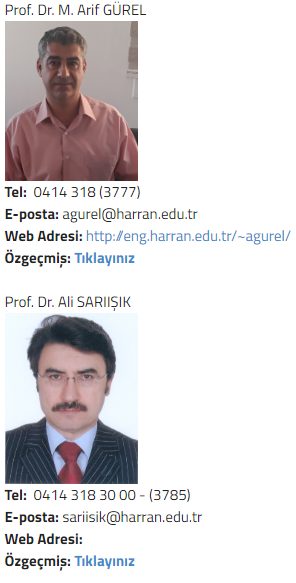 Prof. Dr. M. Arif GÜREL
Tel: 0414 318 (3777)
E-posta: agurel@harran.edu.tr
Web Adresi: http://eng.harran.edu.tr/~agurel/
Özgeçmiş: Tıklayınız
Prof. Dr. Ali SARIIŞIK
Tel: 0414 318 30 00 - (3785)
E-posta: sariisik@harran.edu.tr
Web Adresi:
Özgeçmiş: Tıklayınız